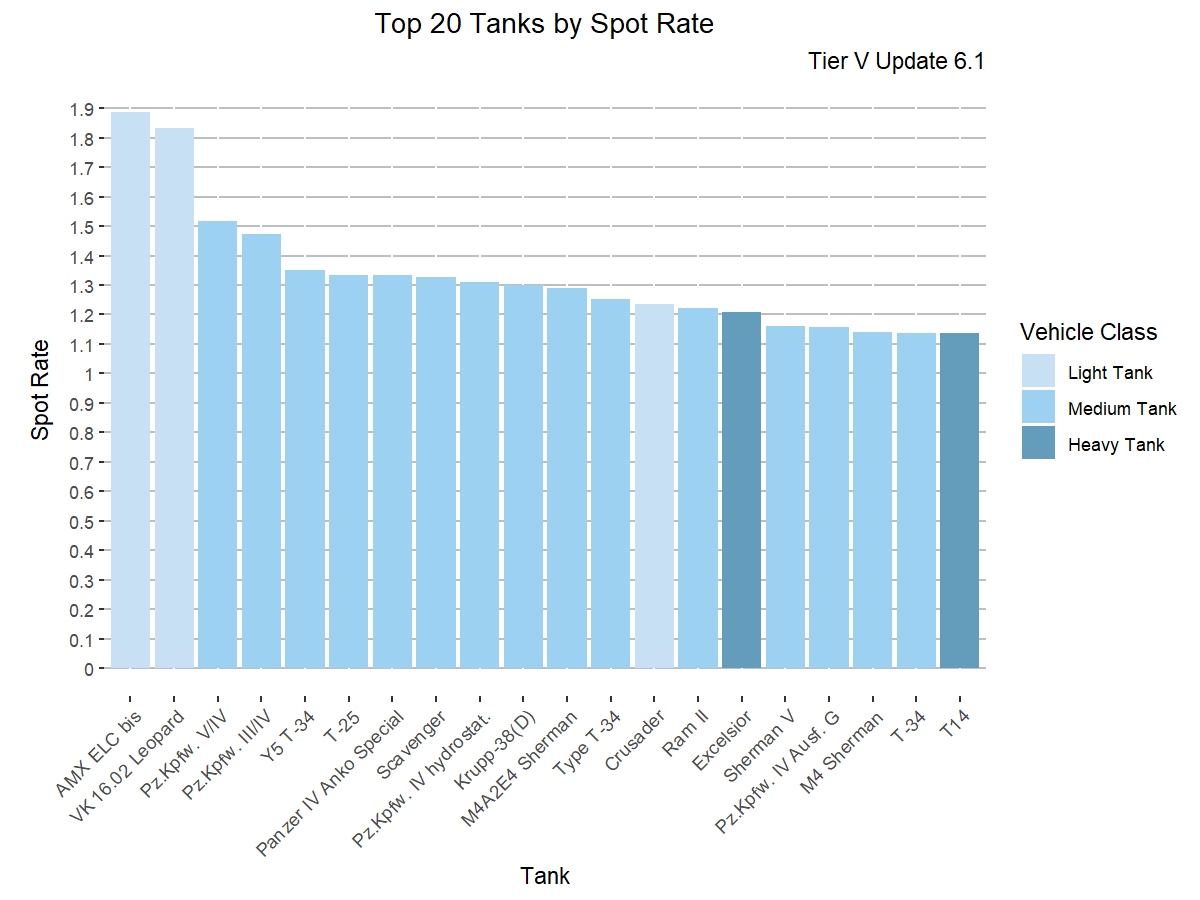 Top 20 Tanks by Spot Rate
Tier V Update 6.1
1.9
1.8
1.7
1.6
1.5
1.4
1.3
1.2
1.1
1
0.9
0.8
0.7
0.6
0.5
0.4
0.3
0.2
0.1
0
Spot Rate
AMX ELC bis
VK 16.02 Leopard
Pz.Kpfw. V/IV
Pz.Kpfw. III/IV
Y5 T-34
T-25
Panzer IV Anko Special
Scavenger
Pz.Kpfw. IV hydrostat.
Krupp-38(D)
M4A2E4 Sherman
Type T-34
Crusader
Ram II
Excelsior
Sherman V
Pz.Kpfw. IV Ausf. G
M4 Sherman
T-34
T14
Tank
Vehicle Class
Light Tank
Medium Tank
Heavy Tank